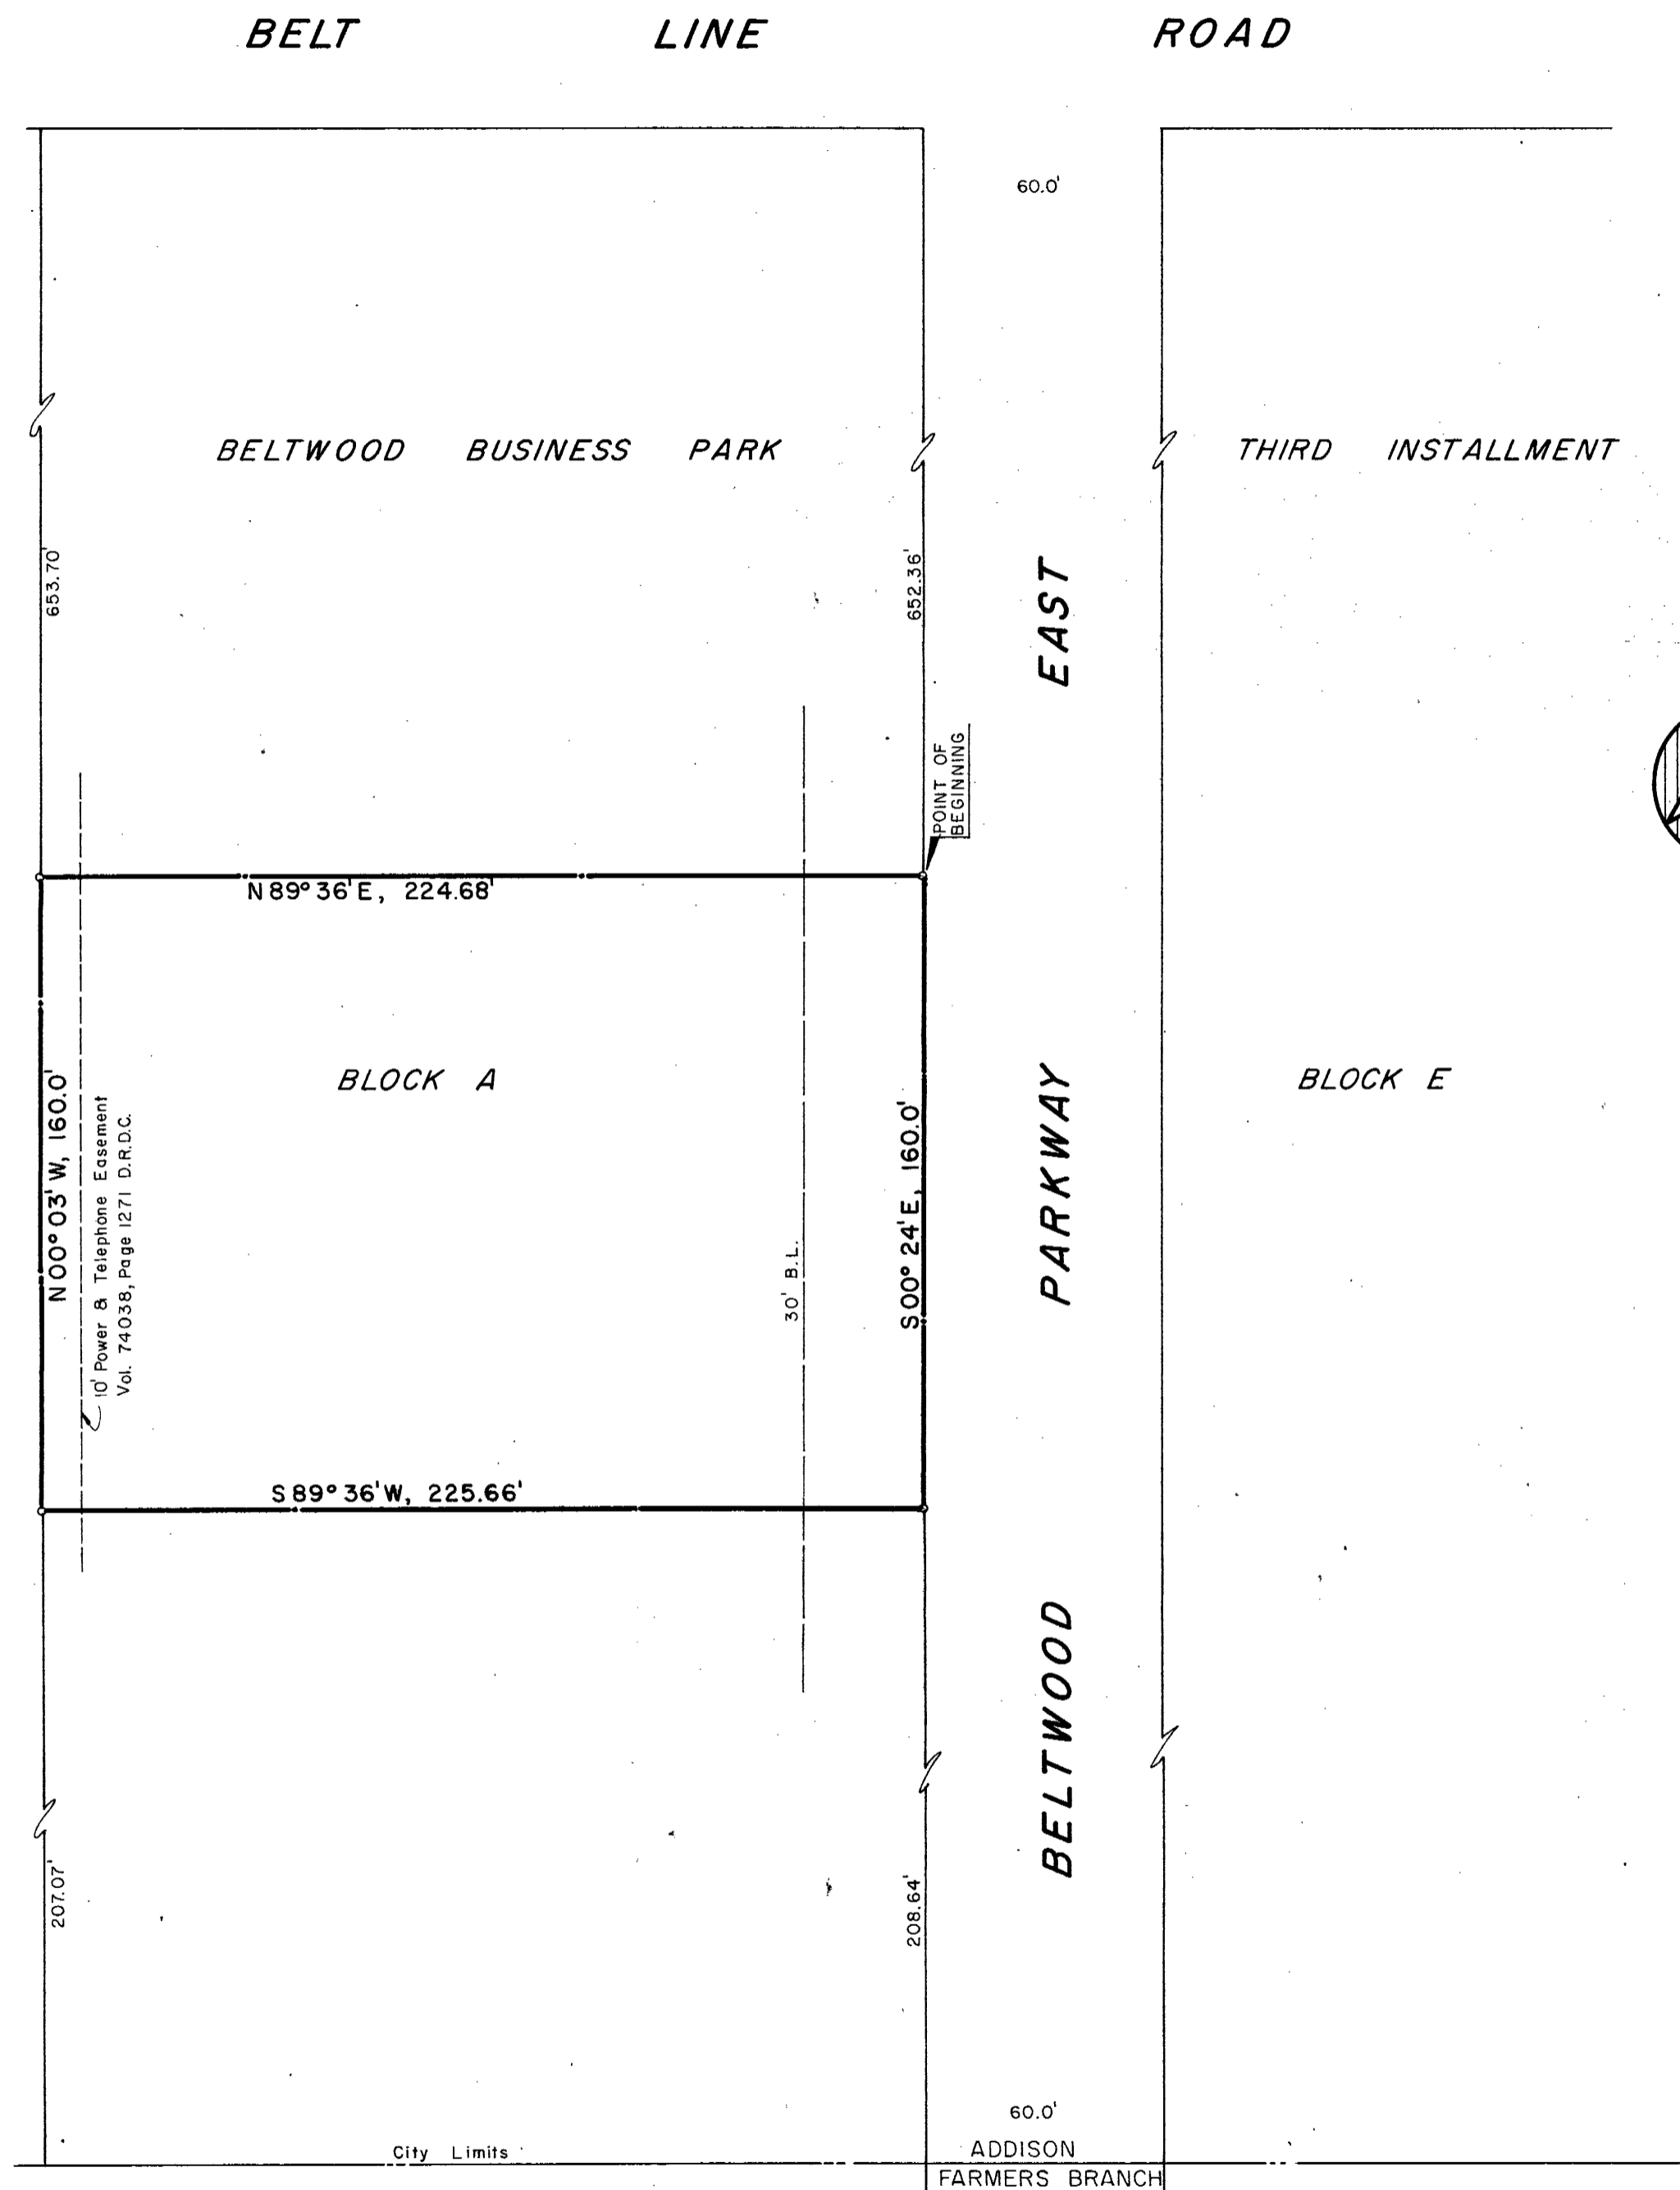 BELT LINE ROAD
60.0'
BELTWOOD BUSINESS PARK THIRD INSTALLMENT
653.70'
652.36'
EAST
POINT OF
BEGINNING
N 89° 36' E, 224.68'
BLOCK A
BLOCK E
N 00° 03' W, 160.0'
10' Power & Telephone Easement
Vol. 74038, Page 1271 D.R.D.C.
30' B.L.
S 00° 24' E, 160.0'
PARKWAY
S 89° 36' W, 225.66'
BELTWOOD
207.07'
208.64'
60.0'
City Limits
ADDISON
FARMERS BRANCH